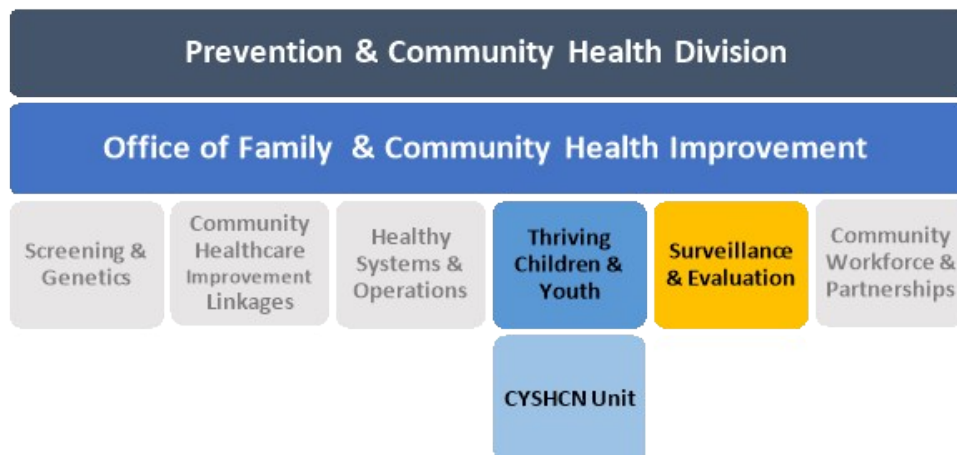 Prevention & Community Health Division
Office of Family & Community Health Improvement
Screening &
Genetics
Community
Healthcare
Improvement
Linkages
Healthy
Systems &
Operations
Thriving
Children &
Youth
Surveillance
& Evaluation
Community
Workforce &
Partnerships
CYSHCN Unit